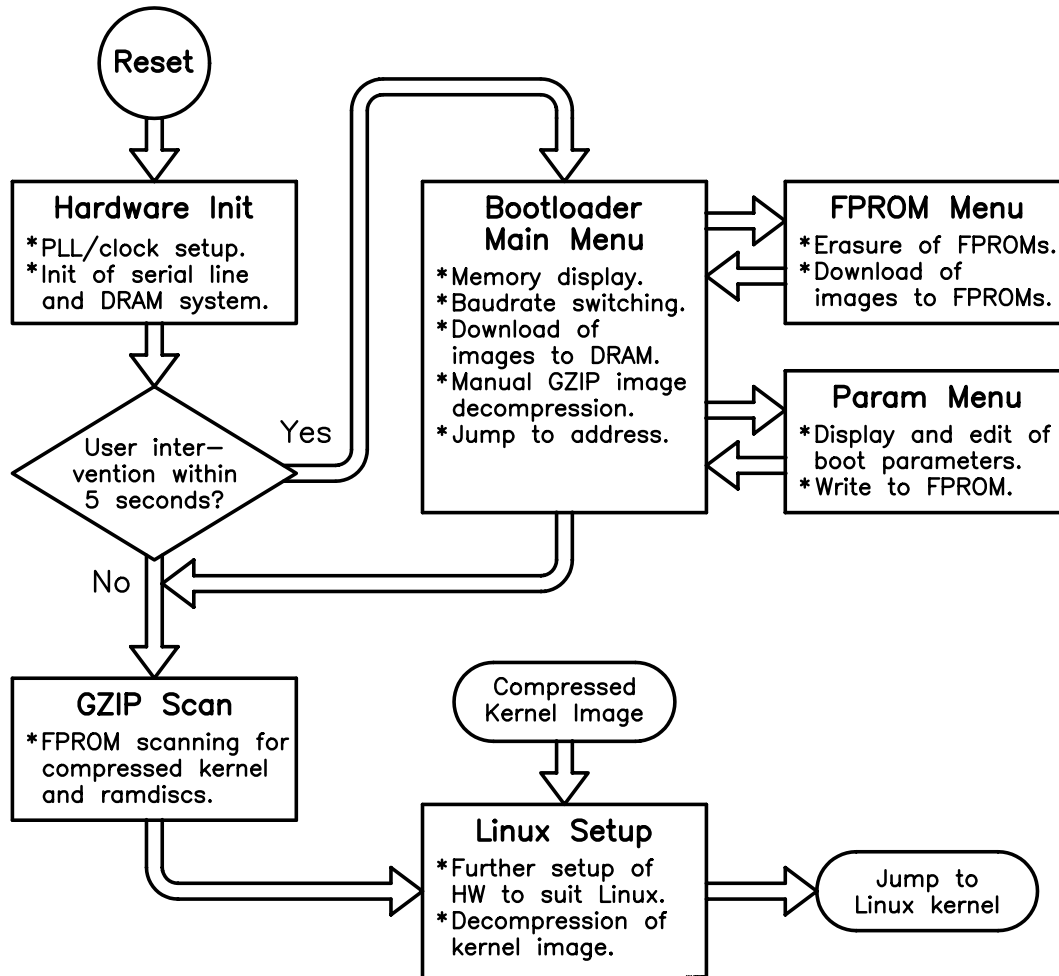 Reset
Hardware Init
*PLL/clock setup.
*Init of serial line
and DRAM system.
User inter-
vention within
5 seconds?
Yes
No
Bootloader
Main Menu
*Memory display.
*Baudrate switching.
*Download of
images to DRAM.
*Manual GZIP image
decompression.
*Jump to address.
FPROM Menu
*Erasure of FPROMs.
*Download of
images to FPROMs.
Param Menu
*Display and edit of
boot parameters.
*Write to FPROM.
GZIP Scan
*FPROM scanning for
compressed kernel
and ramdiscs.
Compressed
Kernel Image
Linux Setup
*Further setup of
HW to suit Linux.
*Decompression of
kernel image.
Jump to
Linux kernel